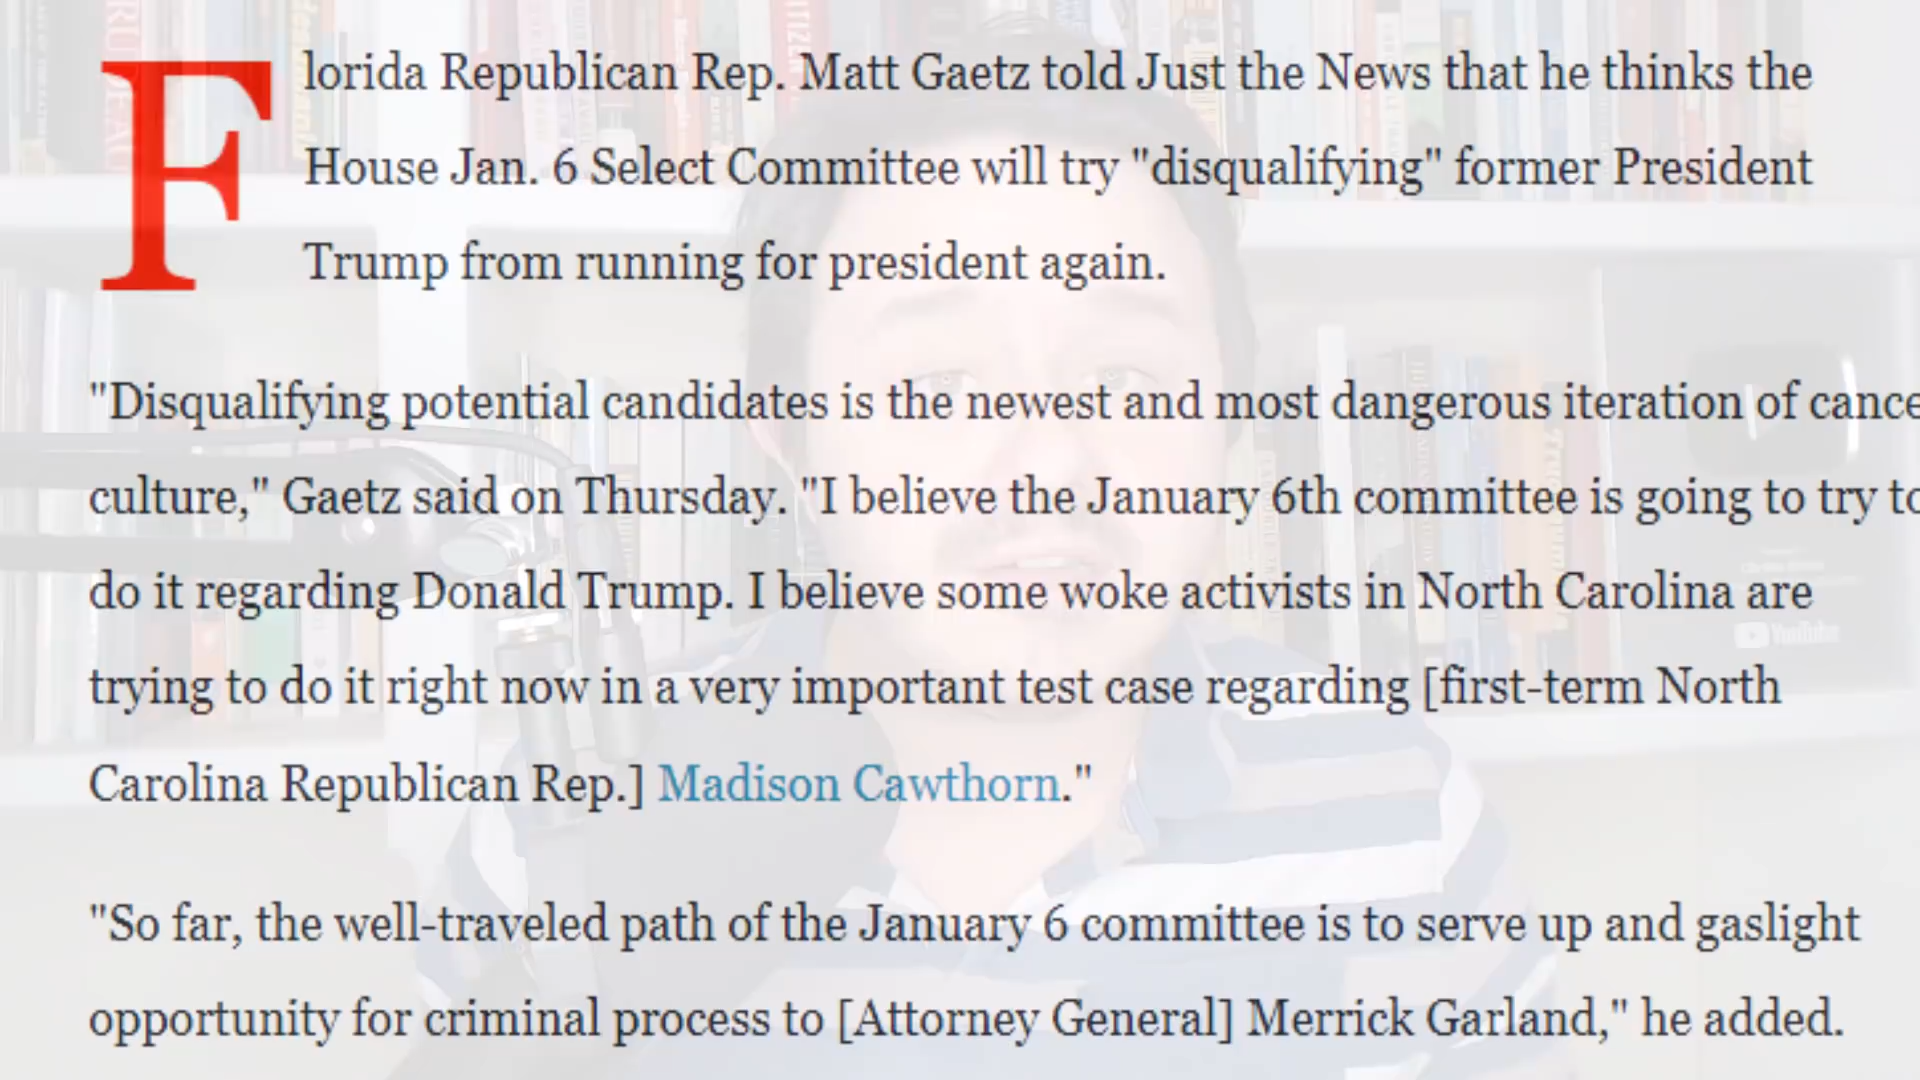 Florida Republican Rep. Matt Gaetz told Just the News that he thinks the
House Jan. 6 Select Committee will try "disqualifying" former President
Trump from running for president again.
"Disqualifying potential candidates is the newest and most dangerous iteration of cance
culture," Gaetz said on Thursday. "I believe the January 6th committee is going to try to
do it regarding Donald Trump. I believe some woke activists in North Carolina are
trying to do it right now in a very important test case regarding [first-term North
Carolina Republican Rep.] Madison Cawthorn."
"So far, the well-traveled path of the January 6 committee is to serve up and gaslight
opportunity for criminal process to [Attorney General] Merrick Garland," he added.
YouTube